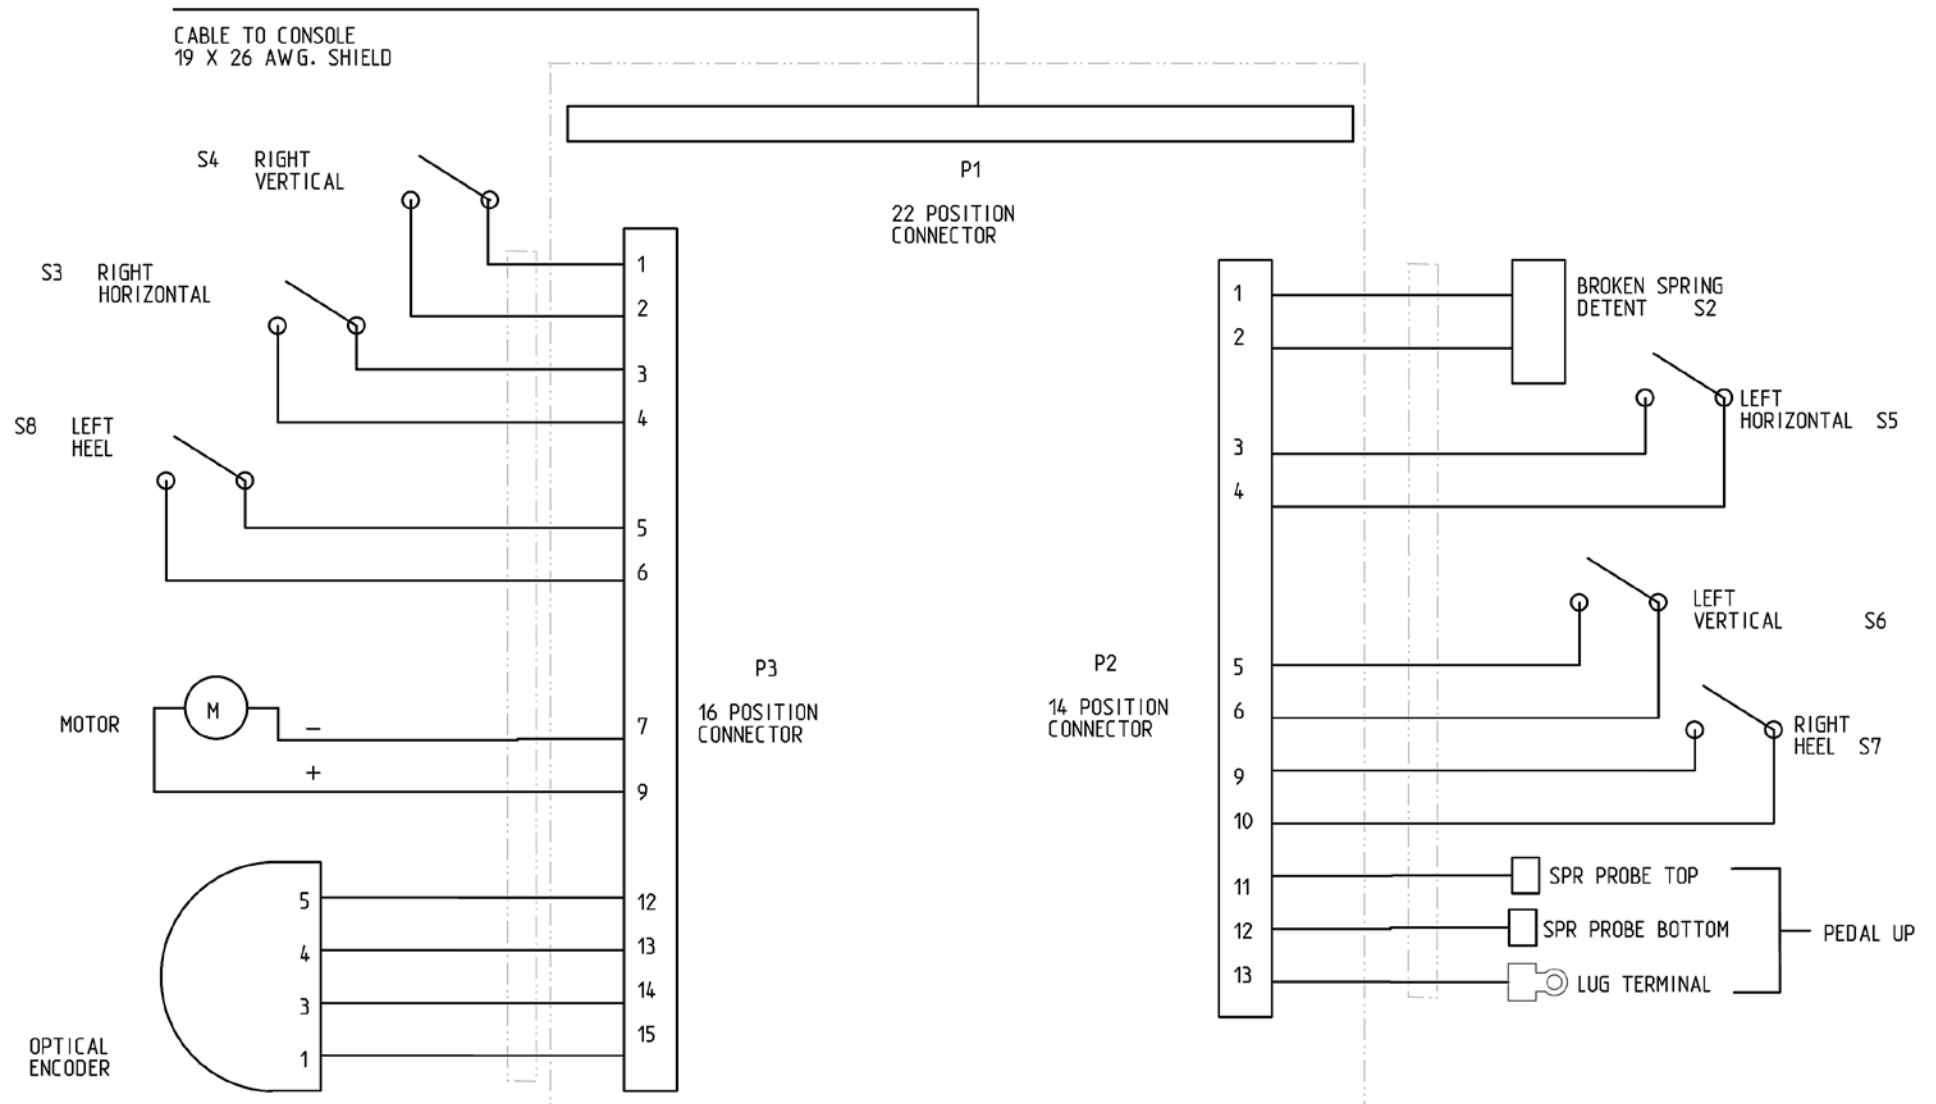 CABLE TO CONSOLE
19 X 26 AWG. SHIELD
S4 RIGHT
VERTICAL
P1
22 POSITION
CONNECTOR
S3 RIGHT
HORIZONTAL
S8 LEFT
HEEL
MOTOR
M
−
+
OPTICAL
ENCODER
5
4
3
1
1
2
3
4
5
6
7
9
12
13
14
15
P3
16 POSITION
CONNECTOR
P2
14 POSITION
CONNECTOR
1
2
3
4
5
6
9
10
11
12
13
BROKEN SPRING
DETENT S2
LEFT
HORIZONTAL S5
LEFT
VERTICAL S6
RIGHT
HEEL S7
SPR PROBE TOP
SPR PROBE BOTTOM
LUG TERMINAL
PEDAL UP